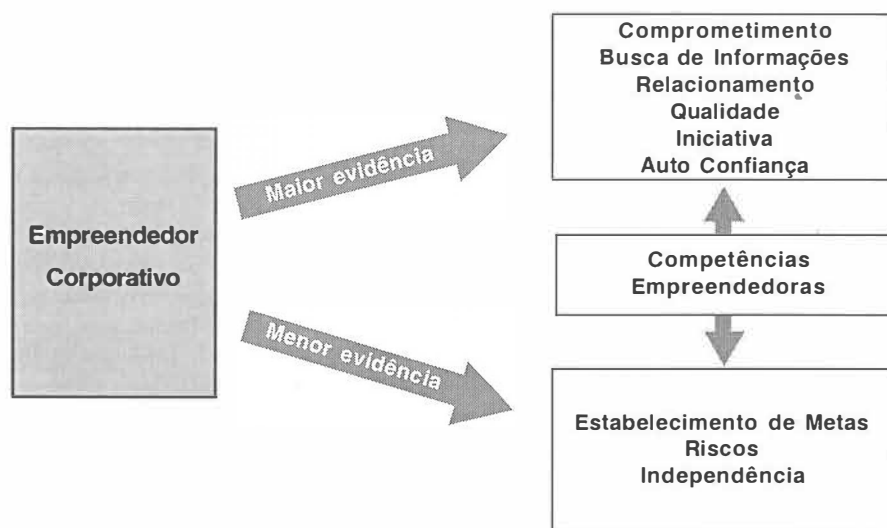 Empreendedor
Corporativo
Maior evidência
Menor evidência
Comprometimento
Busca de Informações
Relacionamento
Qualidade
Iniciativa
Auto Confiança
Competências
Empreendedoras
Estabelecimento de Metas
Riscos
Independência